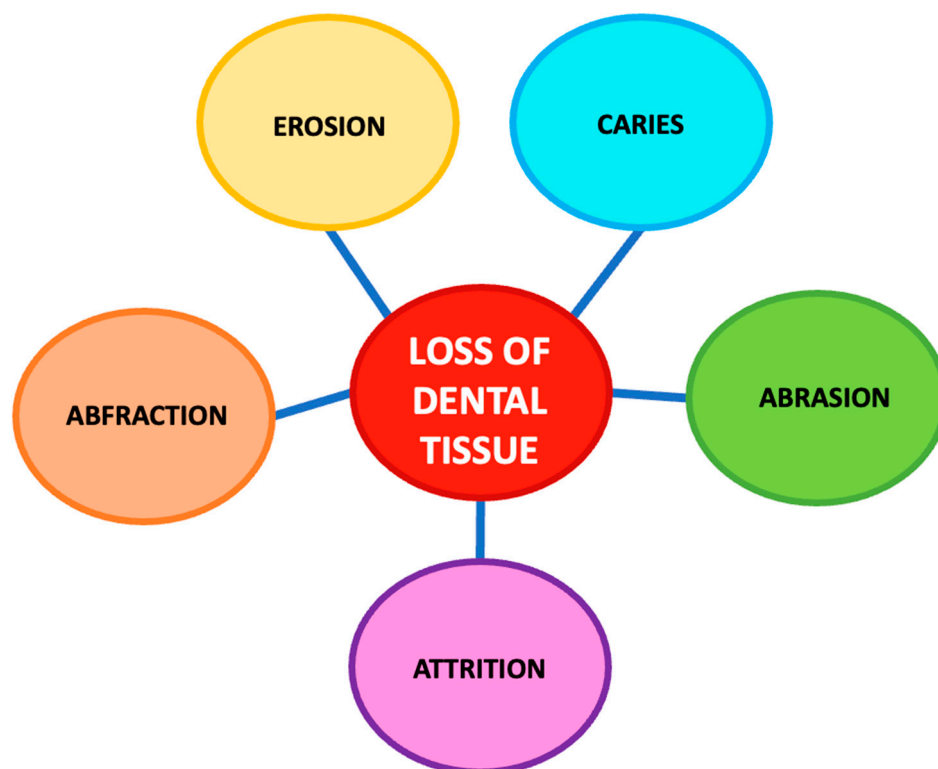 EROSION
CARIES
LOSS OF
DENTAL
TISSUE
ABFRACTION
ABRASION
ATTRITION